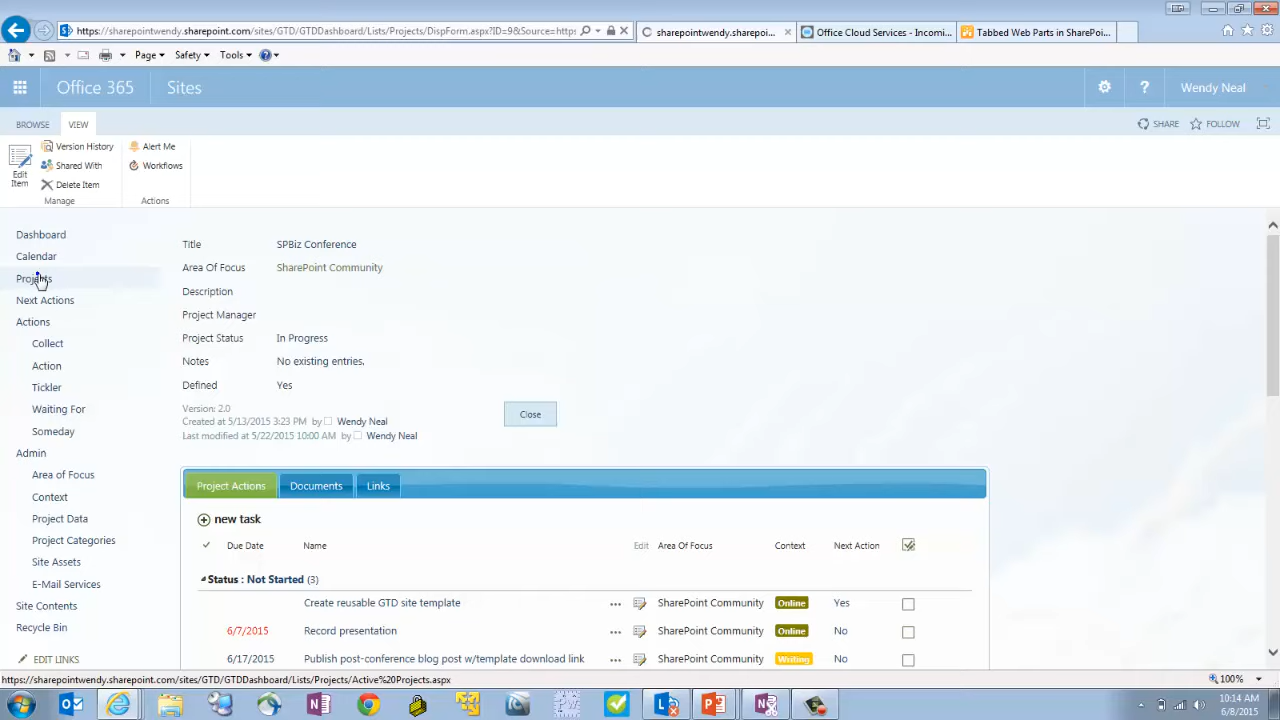 https://sharepointwendy.sharepoint.com/sites/GTD/GTDDashboard/Lists/Projects/DispForm.aspx?ID=9&Source=https
sharepointwendy.sharepoint....
Office Cloud Services - Incomi...
Tabbed Web Parts in SharePoi...
Page
Safety
Tools
Office 365
Sites
Wendy Neal
BROWSE
VIEW
SHARE
FOLLOW
Edit Item
Version History
Shared With
Delete Item
Manage
Alert Me
Workflows
Actions
Dashboard
Calendar
Projects
Next Actions
Actions
Collect
Action
Tickler
Waiting For
Someday
Admin
Area of Focus
Context
Project Data
Project Categories
Site Assets
E-Mail Services
Site Contents
Recycle Bin
EDIT LINKS
Title SPBiz Conference
Area Of Focus SharePoint Community
Description
Project Manager
Project Status In Progress
Notes No existing entries.
Defined Yes
Version: 2.0
Created at 5/13/2015 3:23 PM by Wendy Neal
Last modified at 5/22/2015 10:00 AM by Wendy Neal
Close
Project Actions Documents Links
new task
Due Date Name Edit Area Of Focus Context Next Action
Status : Not Started (3)
Create reusable GTD site template ... SharePoint Community Online Yes
6/7/2015 Record presentation ... SharePoint Community Online No
6/17/2015 Publish post-conference blog post w/template download link ... SharePoint Community Writing No
https://sharepointwendy.sharepoint.com/sites/GTD/GTDDashboard/Lists/Projects/Active%20Projects.aspx
100%
10:14 AM
6/8/2015